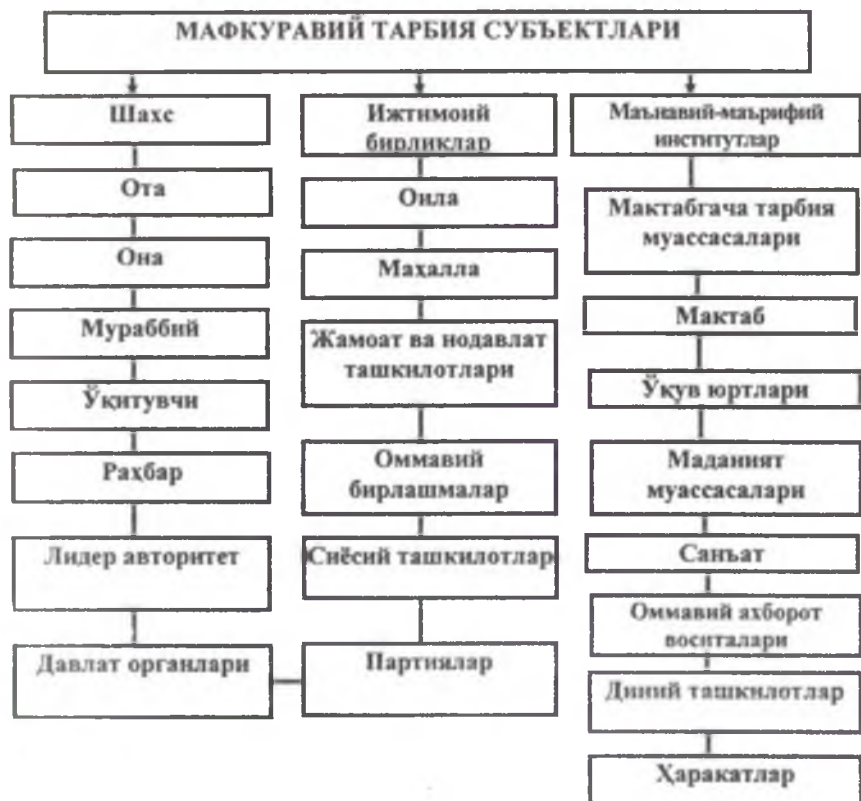 МАФКУРАВИЙ ТАРБИЯ СУБЪЕКТЛАРИ
Шахс
Ота
Она
Мураббий
Ўқитувчи
Раҳбар
Лидер авторитет
Давлат органлари
Ижтимоий
бирликлар
Оила
Маҳалла
Жамоат ва нодавлат
ташкилотлари
Оммавий
бирлашмалар
Сиёсий ташкилотлар
Партиялар
Маънавий-маърифий
институтлар
Мактабгача тарбия
муассасалари
Мактаб
Ўқув юртлари
Маданият
муассасалари
Санъат
Оммавий ахборот
воситалари
Диний ташкилотлар
Ҳаракатлар